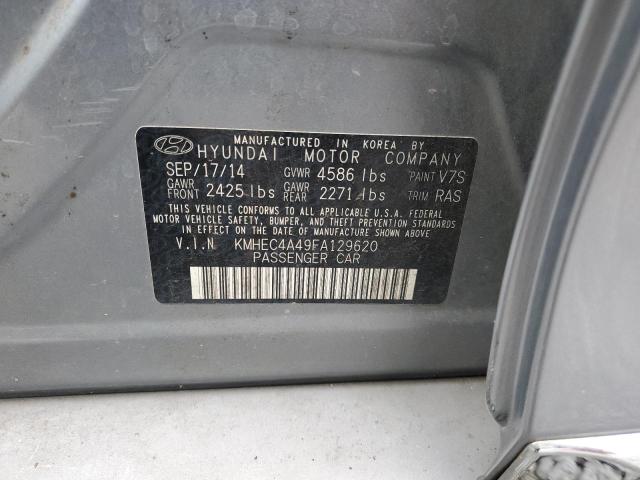 MANUFACTURED IN KOREA BY
HYUNDAI MOTOR COMPANY
SEP/17/14 GVWR 4586 lbs PAINT V7S
GAWR FRONT 2425 lbs GAWR REAR 2271 lbs TRIM RAS
THIS VEHICLE CONFORMS TO ALL APPLICABLE U.S.A. FEDERAL
MOTOR VEHICLE SAFETY, BUMPER, AND THEFT PREVENTION STANDARDS
IN EFFECT ON THE DATE OF MANUFACTURE SHOWN ABOVE.
V.I.N KMHEC4A49FA129620
PASSENGER CAR